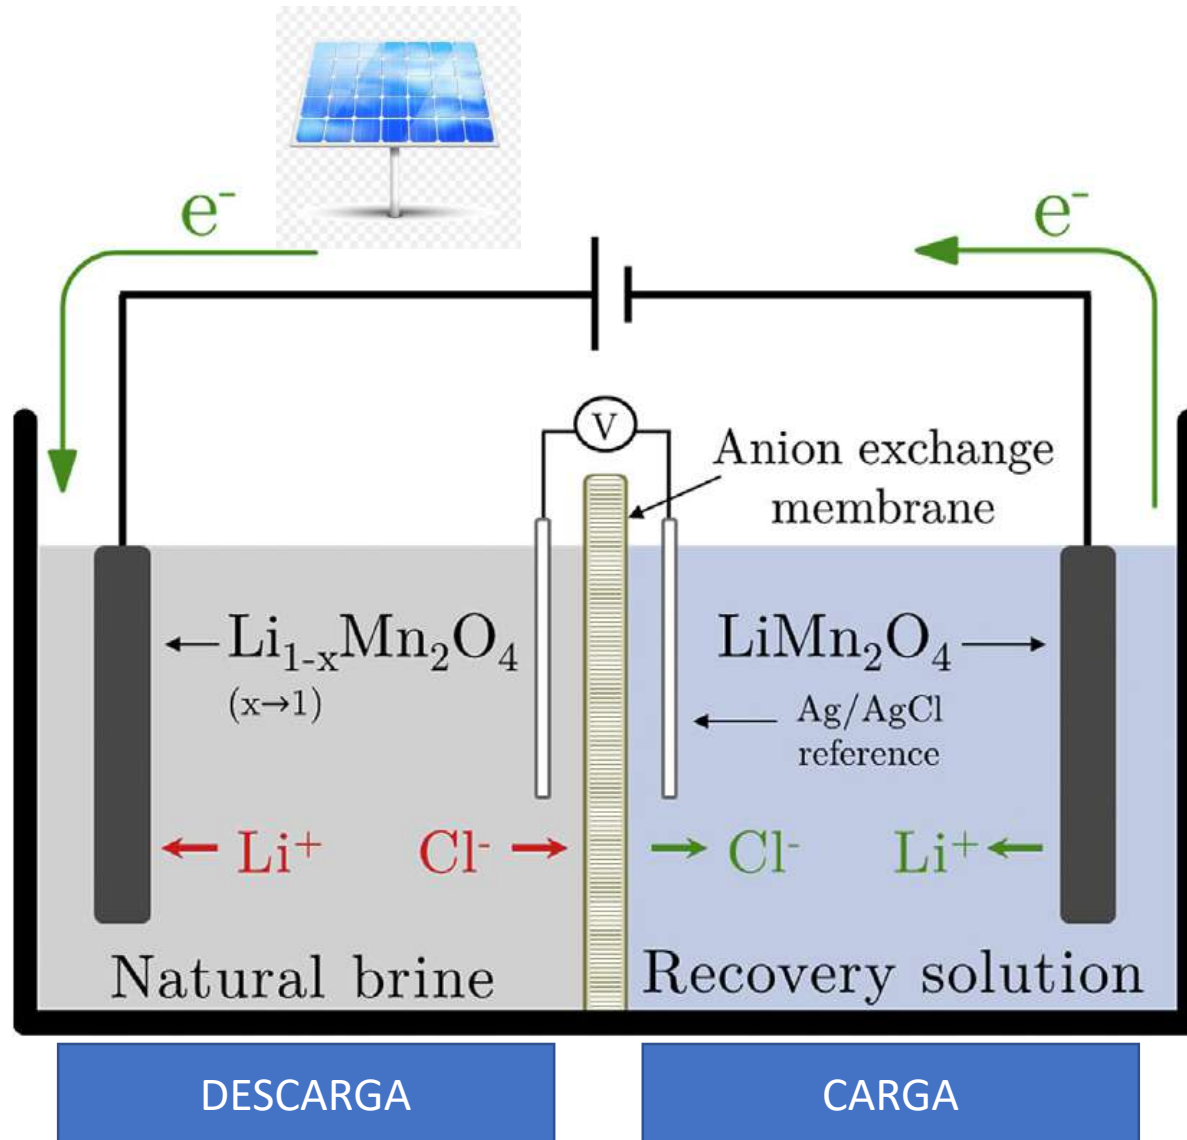 e⁻
e⁻
V
Anion exchange
membrane
Li₁₋ₓMn₂O₄
(x→1)
LiMn₂O₄
Ag/AgCl
reference
Li⁺
Cl⁻
Cl⁻
Li⁺
Natural brine
Recovery solution
DESCARGA
CARGA